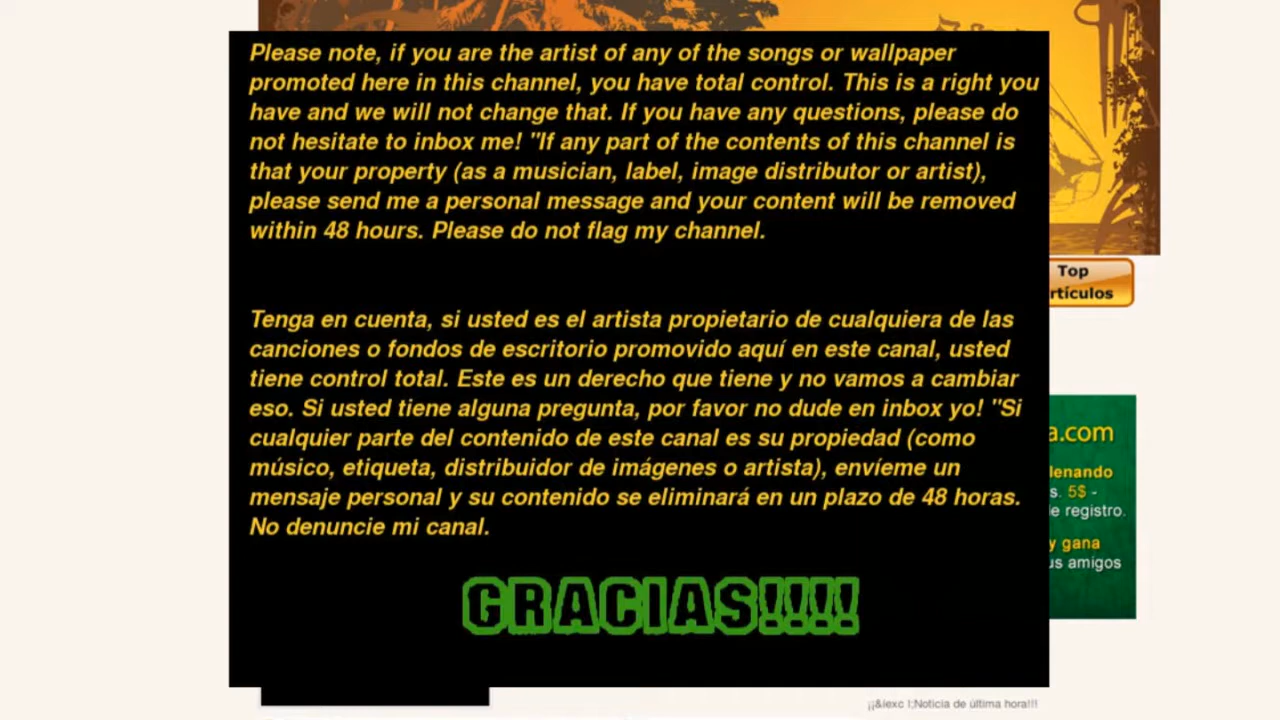 Please note, if you are the artist of any of the songs or wallpaper
promoted here in this channel, you have total control. This is a right you
have and we will not change that. If you have any questions, please do
not hesitate to inbox me! "If any part of the contents of this channel is
that your property (as a musician, label, image distributor or artist),
please send me a personal message and your content will be removed
within 48 hours. Please do not flag my channel.
Tenga en cuenta, si usted es el artista propietario de cualquiera de las
canciones o fondos de escritorio promovido aquí en este canal, usted
tiene control total. Este es un derecho que tiene y no vamos a cambiar
eso. Si usted tiene alguna pregunta, por favor no dude en inbox yo! "Si
cualquier parte del contenido de este canal es su propiedad (como
músico, etiqueta, distribuidor de imágenes o artista), envíeme un
mensaje personal y su contenido se eliminará en un plazo de 48 horas.
No denuncie mi canal.
GRACIAS!!!!
Top
rtículos
a.com
lenando
s. 5$ -
le registro.
y gana
us amigos
¡¡&iexc l;Noticia de última hora!!!